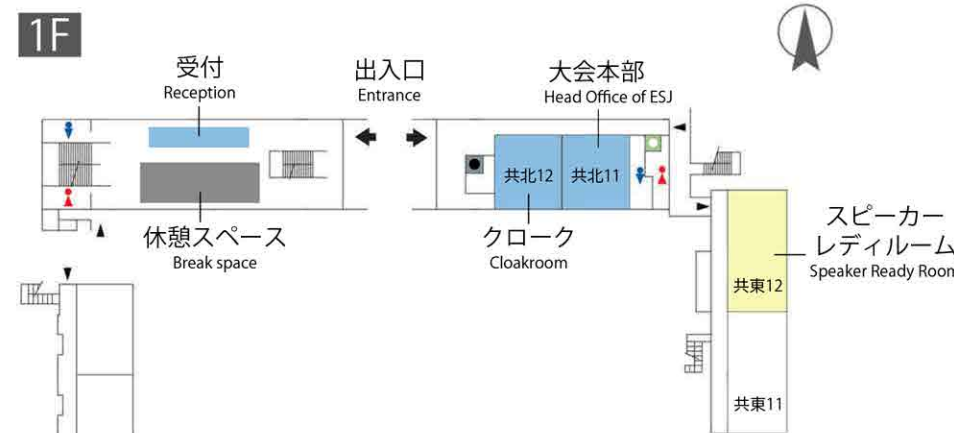 1F
受付
Reception
出入口
Entrance
大会本部
Head Office of ESJ
共北12
共北11
休憩スペース
Break space
クローク
Cloakroom
スピーカー
レディルーム
Speaker Ready Room
共東12
共東11